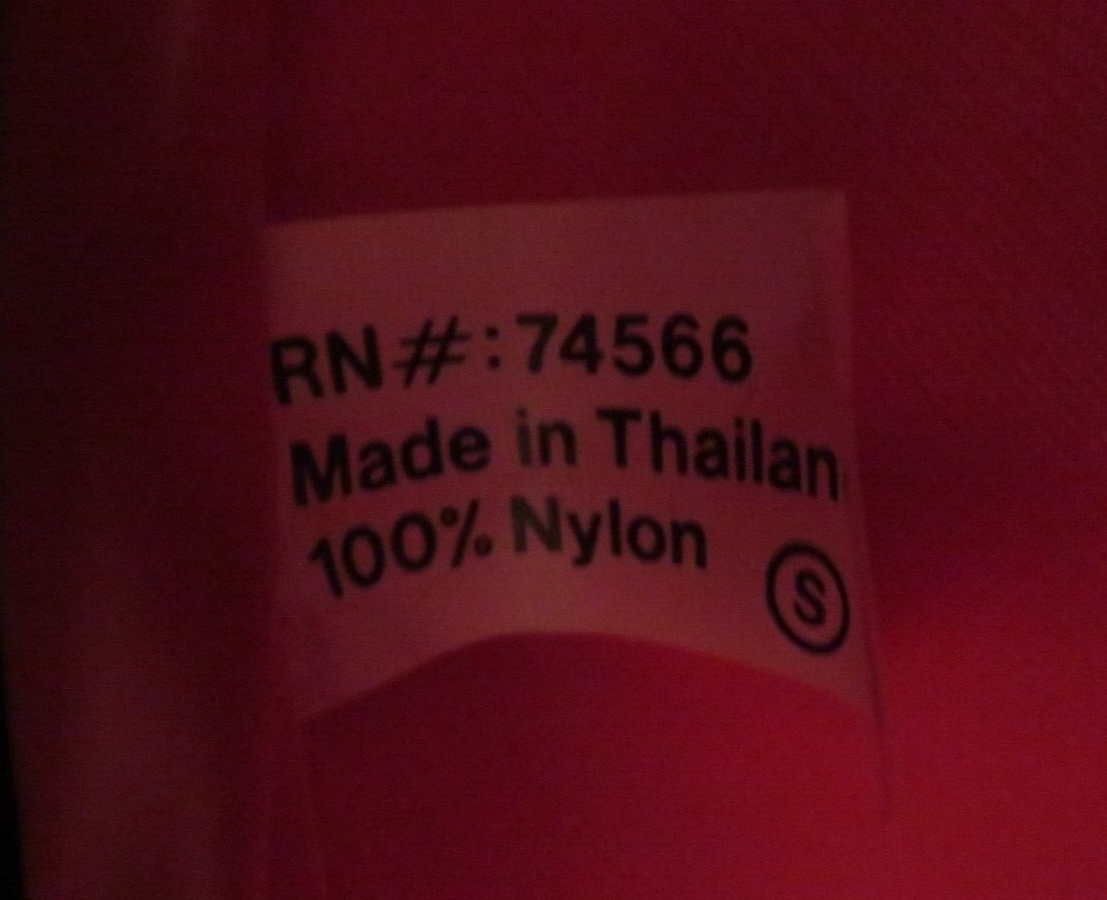 RN#:74566
Made in Thailan
100% Nylon
S